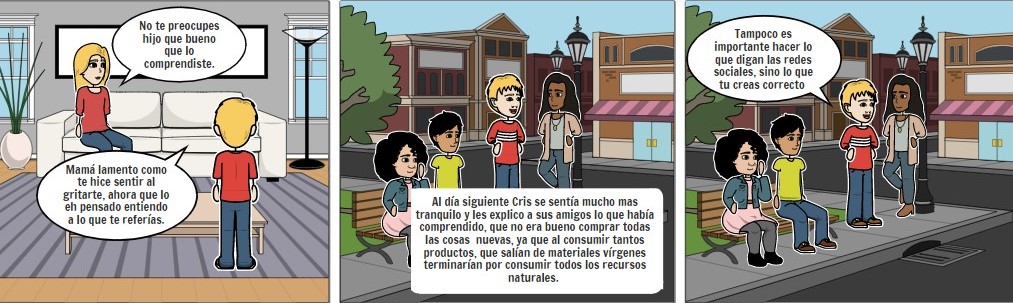 No te preocupes
hijo que bueno
que lo
comprendiste.
Mamá lamento como
te hice sentir al
gritarte, ahora que lo
eh pensado entiendo
a lo que te referías.
Al día siguiente Cris se sentía mucho mas
tranquilo y les explico a sus amigos lo que había
comprendido, que no era bueno comprar todas
las cosas nuevas, ya que al consumir tantos
productos, que salían de materiales vírgenes
terminarían por consumir todos los recursos
naturales.
Tampoco es
importante hacer lo
que digan las redes
sociales, sino lo que
tu creas correcto